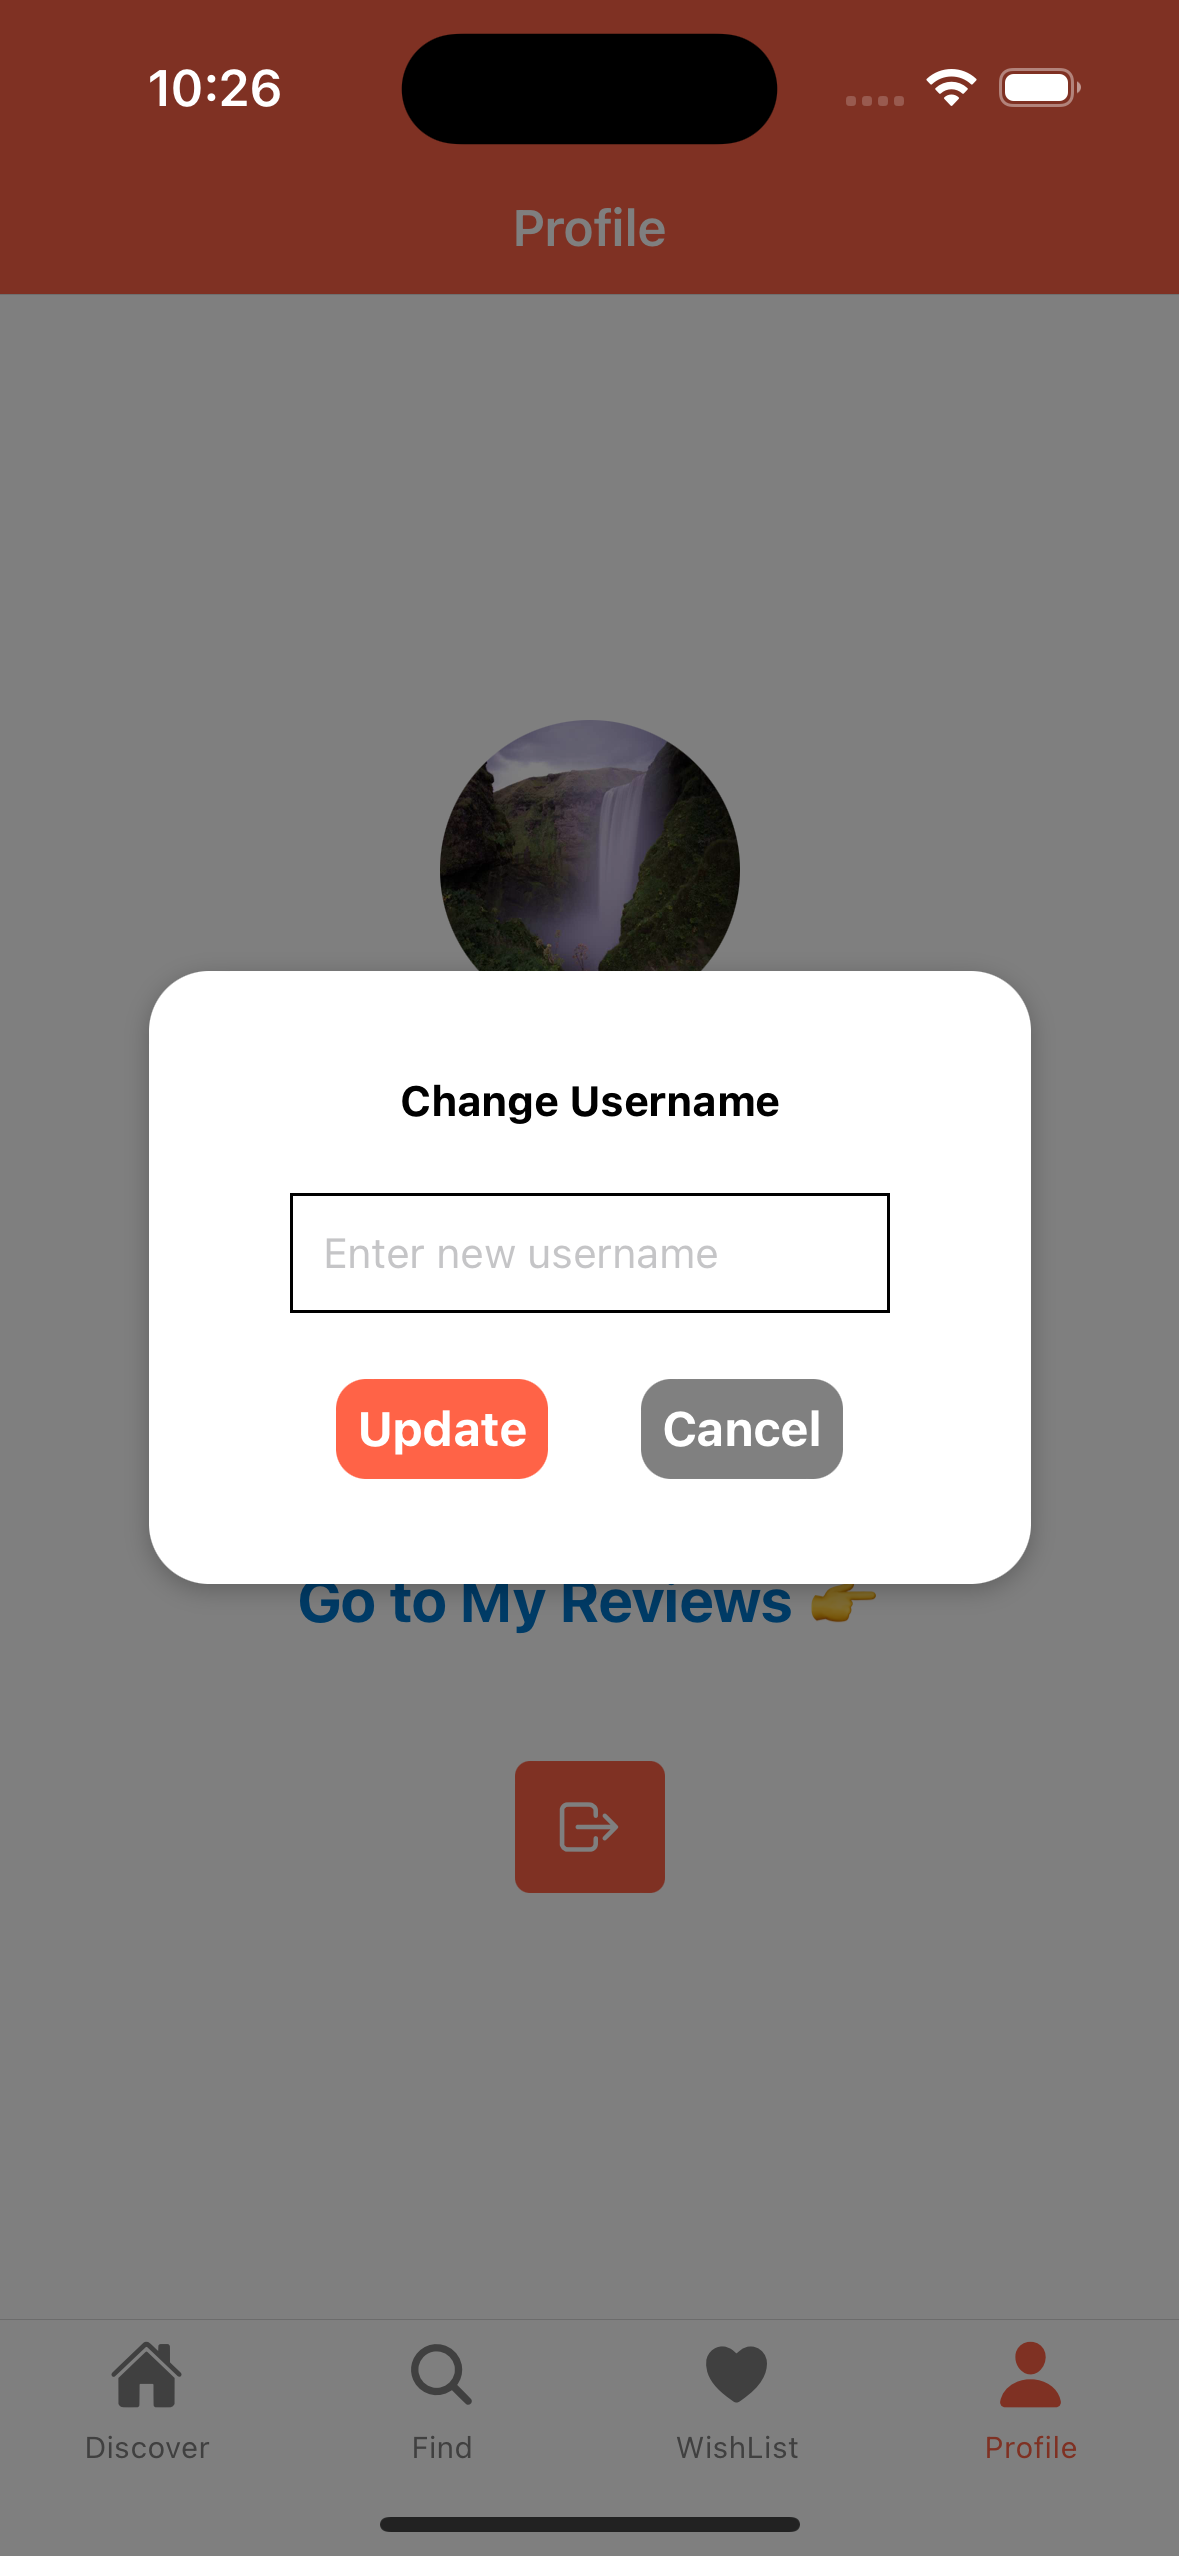 10:26
Profile
Change Username
Enter new username
Update Cancel
Go to My Reviews 👉
Discover Find WishList Profile